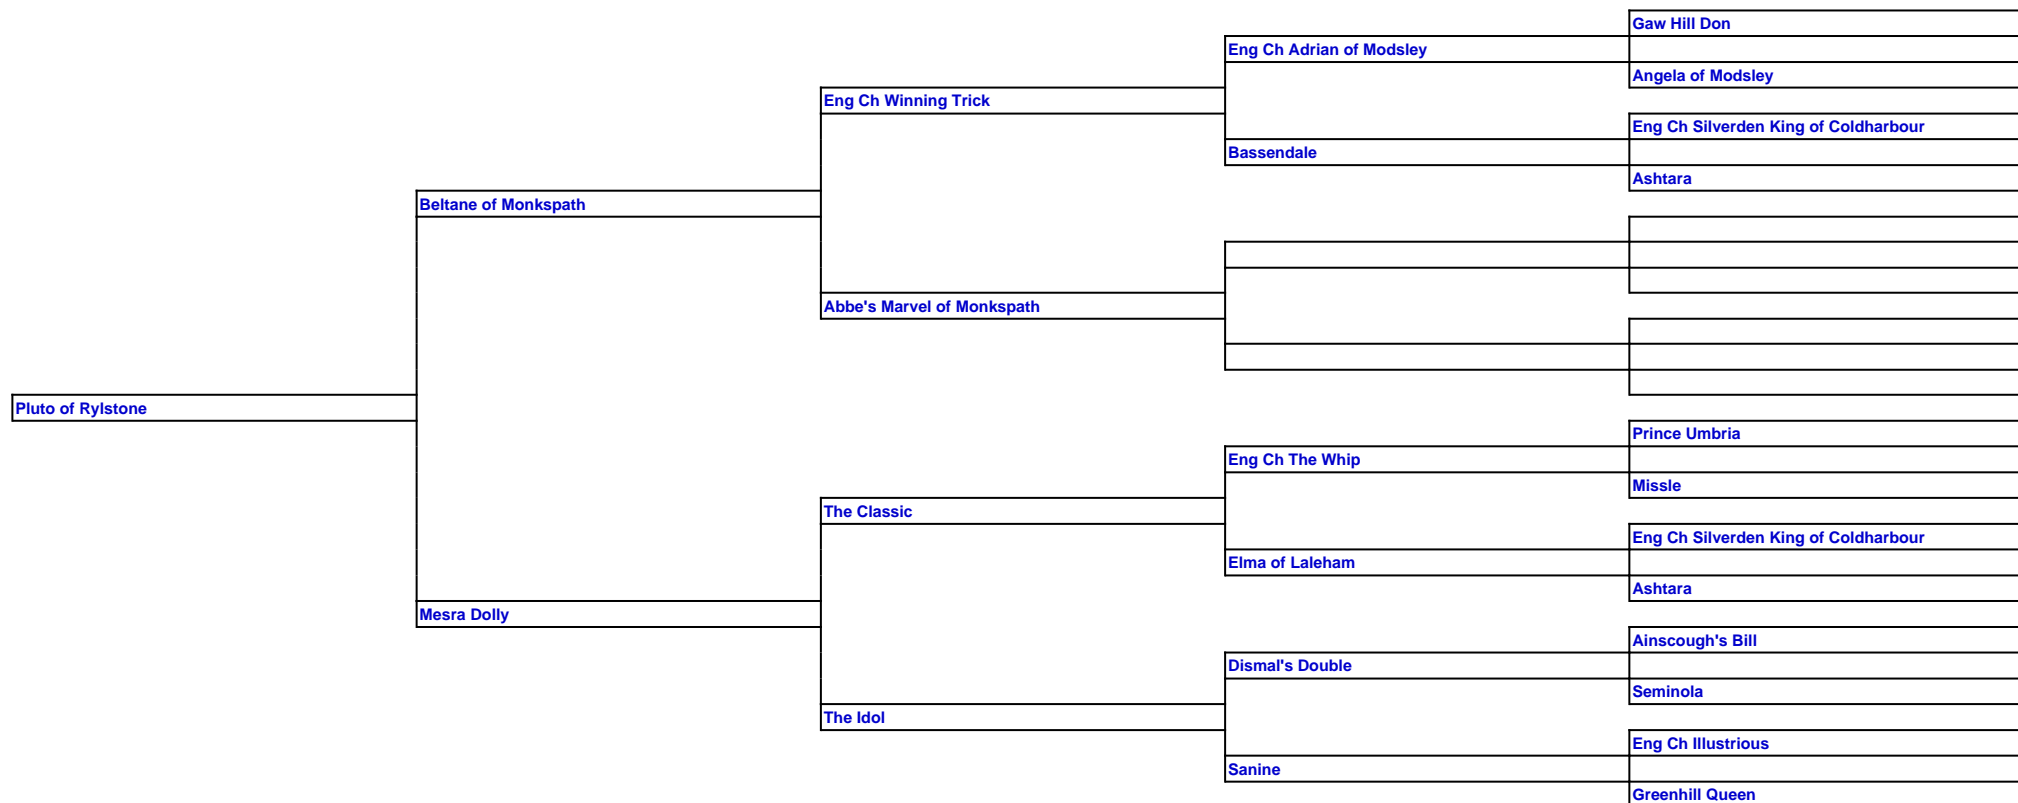 Gaw Hill Don
Eng Ch Adrian of Modsley
Angela of Modsley
Eng Ch Winning Trick
Eng Ch Silverden King of Coldharbour
Bassendale
Ashtara
Beltane of Monkspath
Abbe's Marvel of Monkspath
Pluto of Rylstone
Prince Umbria
Eng Ch The Whip
Missle
The Classic
Eng Ch Silverden King of Coldharbour
Elma of Laleham
Ashtara
Mesra Dolly
Ainscough's Bill
Dismal's Double
Seminola
The Idol
Eng Ch Illustrious
Sanine
Greenhill Queen